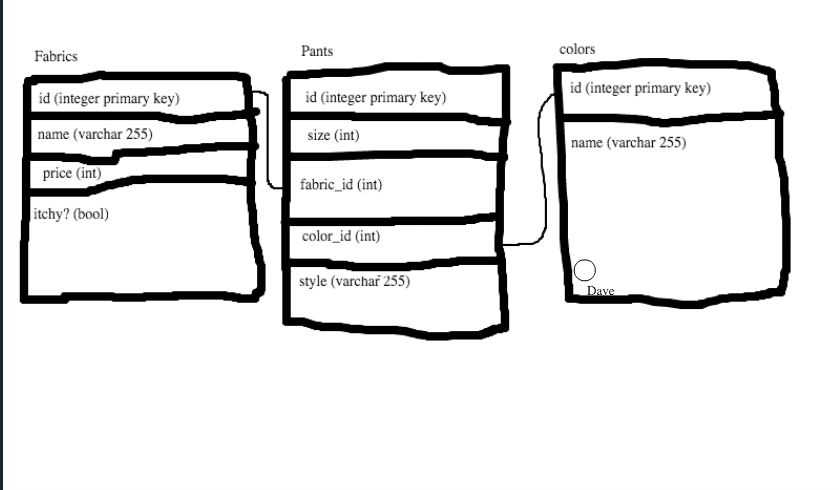 Fabrics
id (integer primary key)
name (varchar 255)
price (int)
itchy? (bool)
Pants
id (integer primary key)
size (int)
fabric_id (int)
color_id (int)
style (varchar 255)
colors
id (integer primary key)
name (varchar 255)
Dave